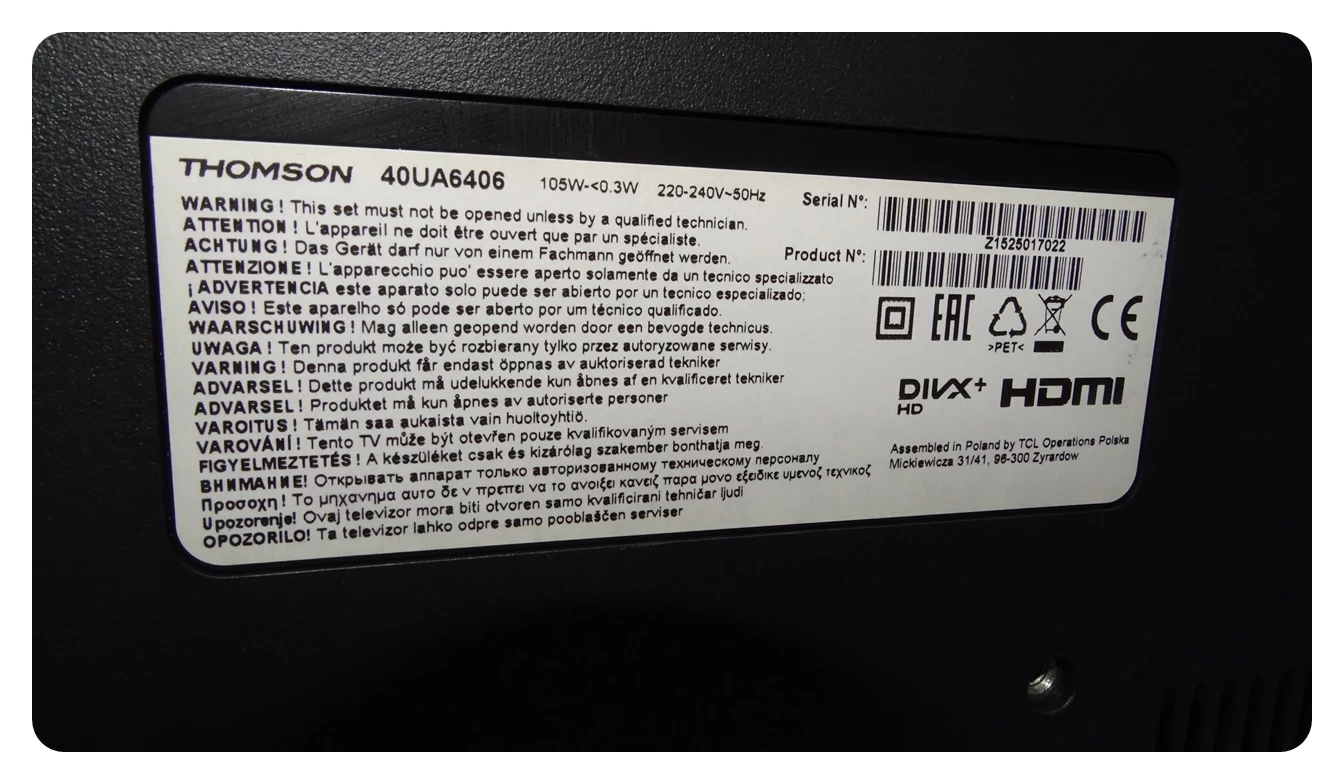 THOMSON 40UA6406 105W-<0.3W 220-240V~50Hz
WARNING! This set must not be opened unless by a qualified technician.
ATTENTION ! L'appareil ne doit être ouvert que par un spécialiste.
ACHTUNG! Das Gerät darf nur von einem Fachmann geöffnet werden.
ATTENZIONE! L'apparecchio puo' essere aperto solamente da un tecnico specializzato
¡ADVERTENCIA este aparato solo puede ser abierto por un tecnico especializado;
AVISO! Este aparelho só pode ser aberto por um técnico qualificado.
WAARSCHUWING! Mag alleen geopend worden door een bevogde technicus.
UWAGA! Ten produkt może być rozbierany tylko przez autoryzowane serwisy.
VARNING! Denna produkt får endast öppnas av auktoriserad tekniker
ADVARSEL! Dette produkt må udelukkende kun åbnes af en kvalificeret tekniker
ADVARSEL! Produktet må kun åpnes av autoriserte personer
VAROITUS! Tämän saa aukaista vain huoltoyhtiö.
VAROVÁNÍ! Tento TV může být otevřen pouze kvalifikovaným servisem
FIGYELMEZTETÉS! A készüléket csak és kizárólag szakember bonthatja meg.
ВНИМАНИЕ! Открывать аппарат только авторизованному техническому персоналу
Προσοχη! Το μηχανημα αυτο δε ν πρεπει να το ανοιξει κανεις παρα μονο εξειδικε υμενος τεχνικος
Upozorenje! Ovaj televizor mora biti otvoren samo kvalificirani tehničar ljudi
OPOZORILO! Ta televizor lahko odpre samo pooblaščen serviser
Serial N°:
Z1525017022
Product N°:
EAC CE
>PET<
DIVX+ HD HDMI
Assembled in Poland by TCL Operations Polska
Mickiewicza 31/41, 96-300 Zyrardow